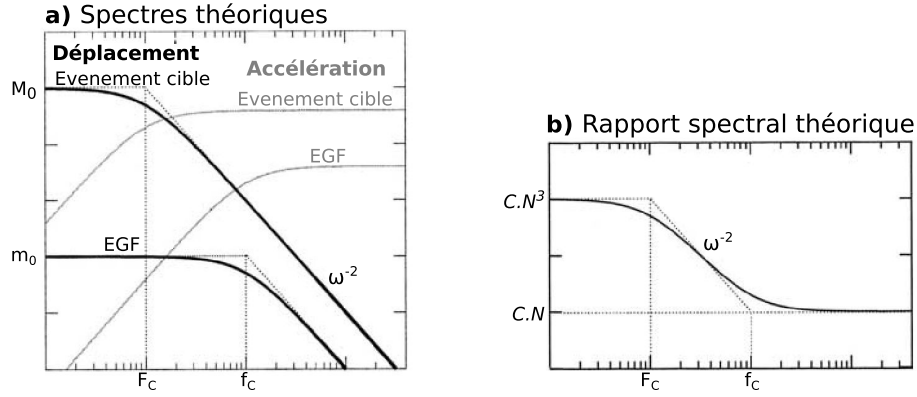 a) Spectres théoriques
Déplacement
Evenement cible
Accélération
Evenement cible
EGF
M0
EGF
m0
ω-2
FC
fC
b) Rapport spectral théorique
C.N3
ω-2
C.N
FC
fC